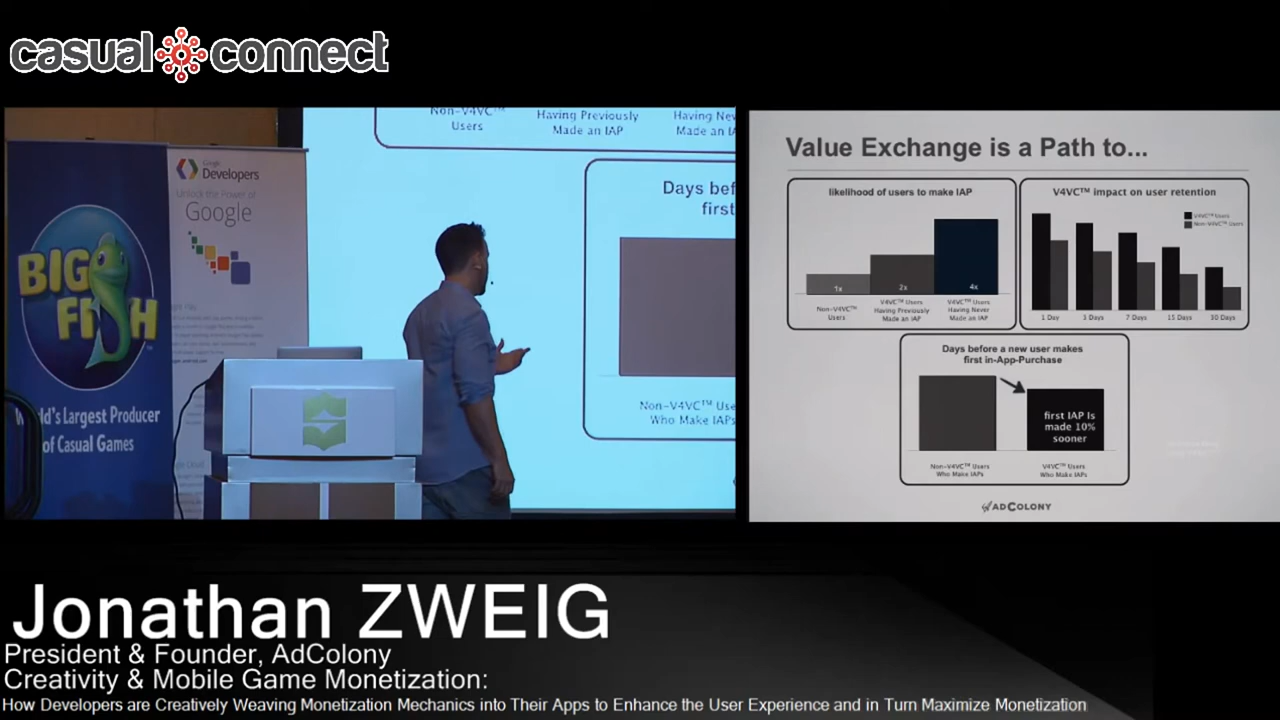 casual connect
BIG
FISH
World's Largest Producer
of Casual Games
Google
Developers
Unlock the Power of
Google
Non-V4VC™
Users
Having Previously
Made an IAP
Having Nev
Made an IA
Days bef
first
Non-V4VC™ Use
Who Make IAPs
Value Exchange is a Path to...
likelihood of users to make IAP
1x
2x
4x
Non-V4VC™
Users
V4VC™ Users
Having Previously
Made an IAP
V4VC™ Users
Having Never
Made an IAP
V4VC™ impact on user retention
V4VC™ Users
Non-V4VC™ Users
1 Day
3 Days
7 Days
15 Days
30 Days
Days before a new user makes
first in-App-Purchase
first IAP Is
made 10%
sooner
Non-V4VC™ Users
Who Make IAPs
V4VC™ Users
Who Make IAPs
ADCOLONY
Jonathan ZWEIG
President & Founder, AdColony
Creativity & Mobile Game Monetization:
How Developers are Creatively Weaving Monetization Mechanics into Their Apps to Enhance the User Experience and in Turn Maximize Monetization